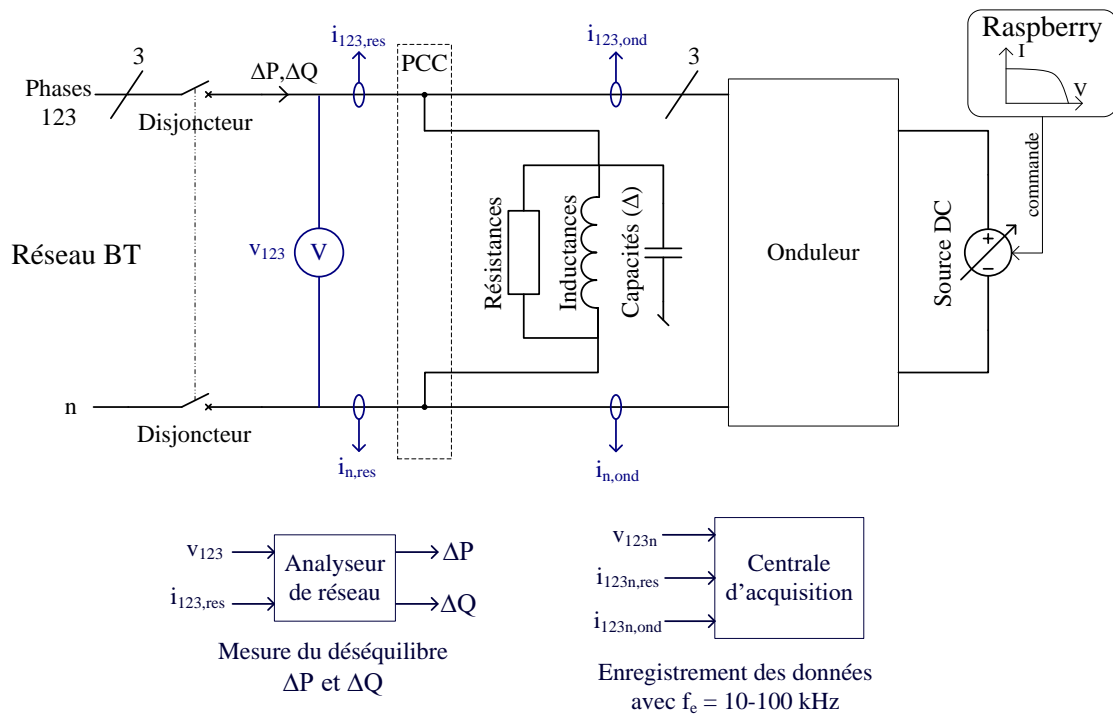 Raspberry
I
V
commande
i123,res
PCC
i123,ond
3
3
ΔP,ΔQ
Phases
123
Disjoncteur
Résistances
Inductances
Capacités (Δ)
Réseau BT
v123
V
Onduleur
Source DC
+
−
n
Disjoncteur
in,res
in,ond
v123
i123,res
Analyseur
de réseau
ΔP
ΔQ
Mesure du déséquilibre
ΔP et ΔQ
v123n
i123n,res
i123n,ond
Centrale
d'acquisition
Enregistrement des données
avec fe = 10-100 kHz